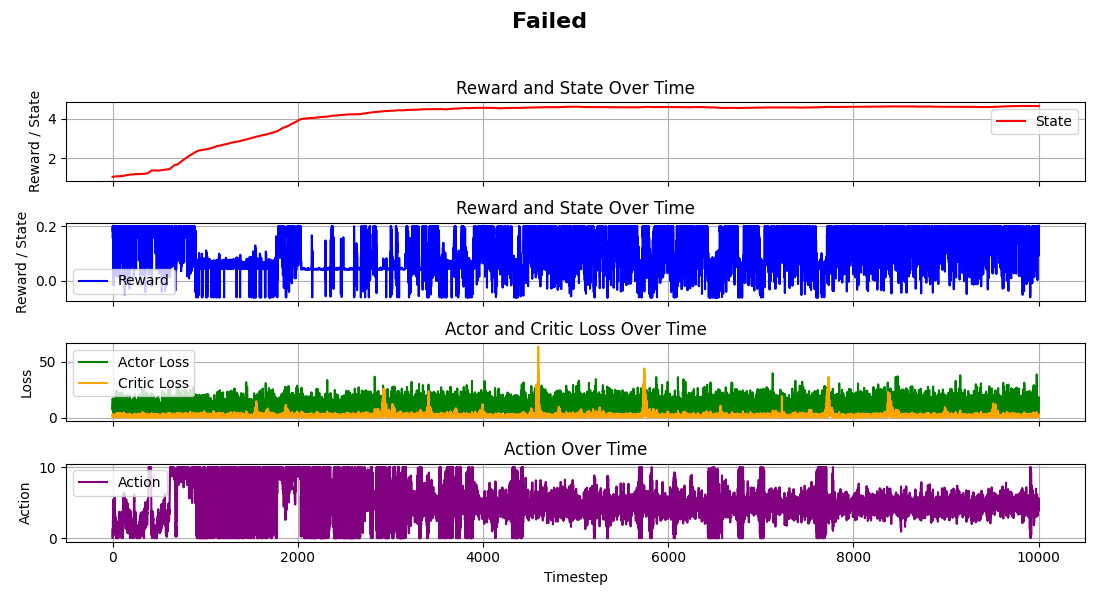 Failed
Reward and State Over Time
Reward / State
4
2
State
Reward and State Over Time
Reward / State
0.2
0.0
Reward
Actor and Critic Loss Over Time
Loss
50
0
Actor Loss
Critic Loss
Action Over Time
Action
10
0
Action
0 2000 4000 6000 8000 10000
Timestep